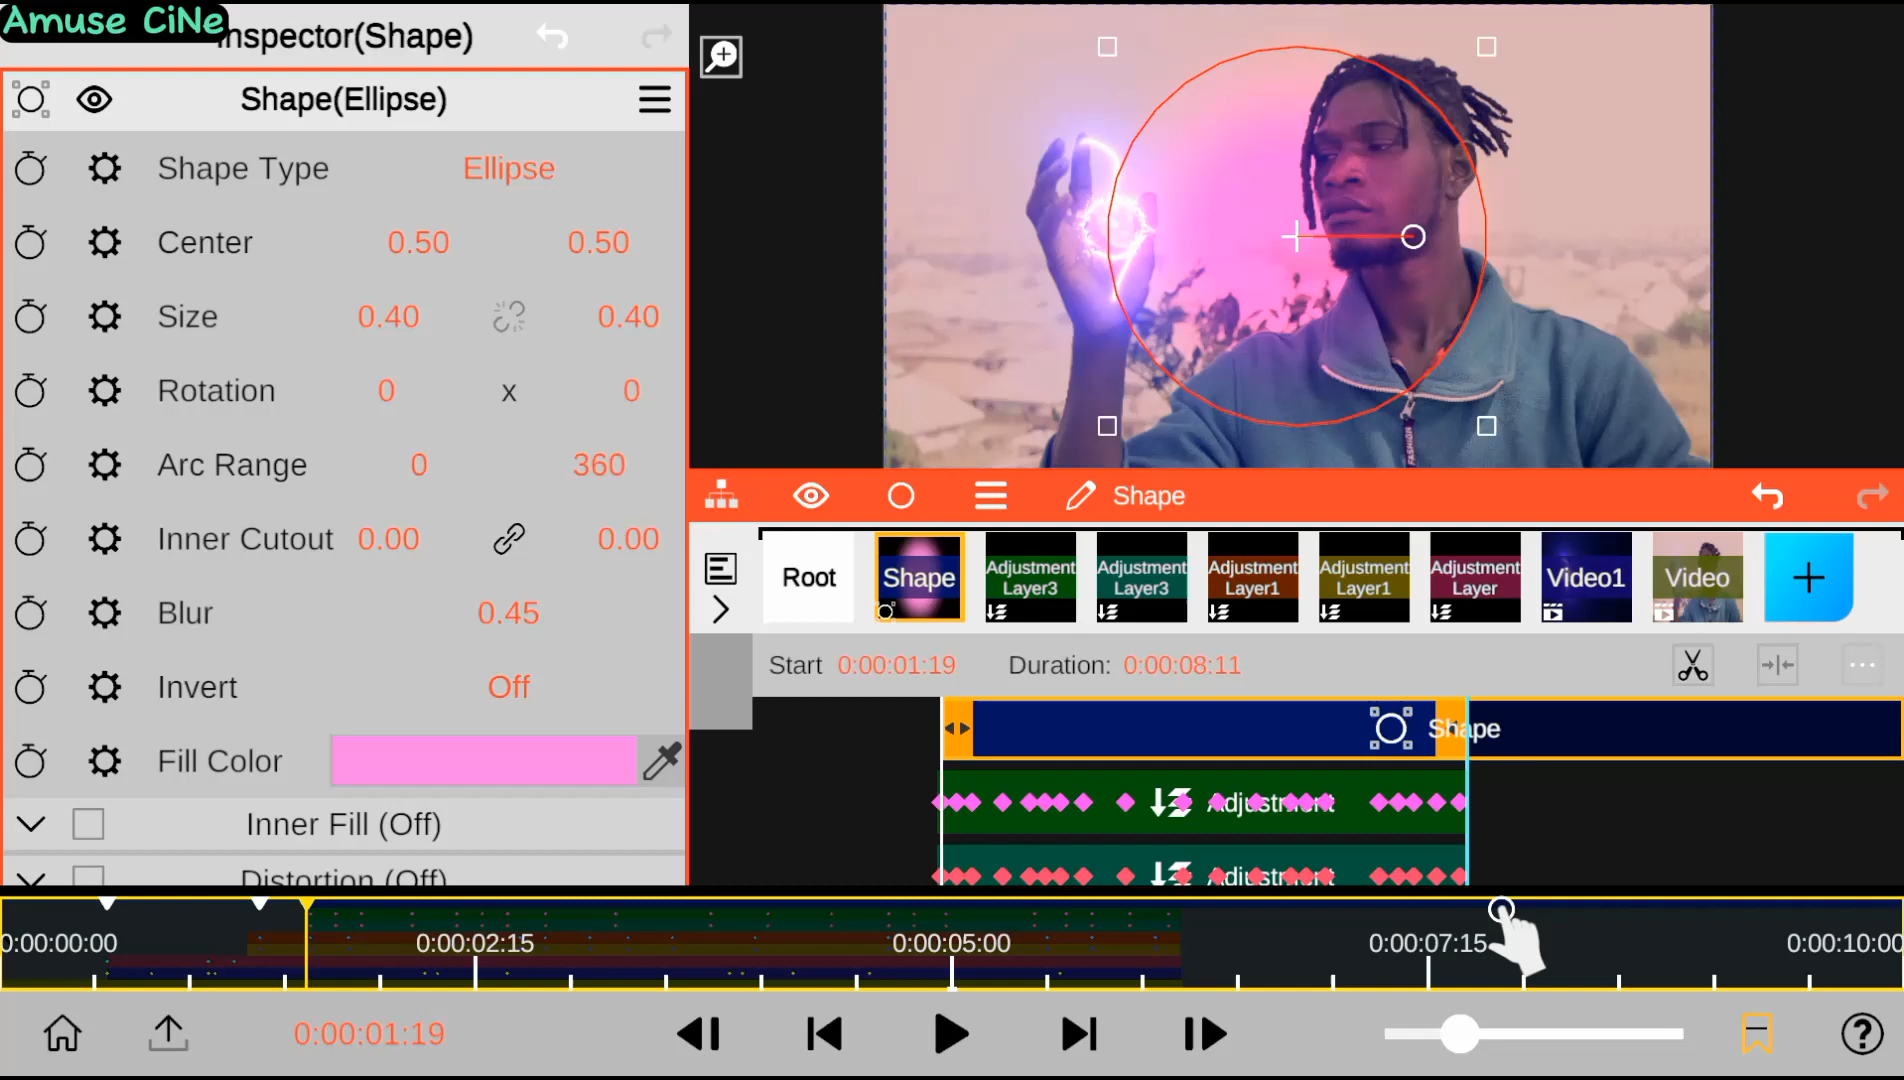 Amuse CiNe
Inspector(Shape)
Shape(Ellipse)
Shape Type Ellipse
Center 0.50 0.50
Size 0.40 0.40
Rotation 0 x 0
Arc Range 0 360
Inner Cutout 0.00 0.00
Blur 0.45
Invert Off
Fill Color
Inner Fill (Off)
Distortion (Off)
FASHION
Shape
Root
Shape
Adjustment
Layer3
Adjustment
Layer3
Adjustment
Layer1
Adjustment
Layer1
Adjustment
Layer
Video1
Video
Start 0:00:01:19 Duration: 0:00:08:11
Shape
Adjustment
Adjustment
0:00:00:00 0:00:02:15 0:00:05:00 0:00:07:15 0:00:10:00
0:00:01:19